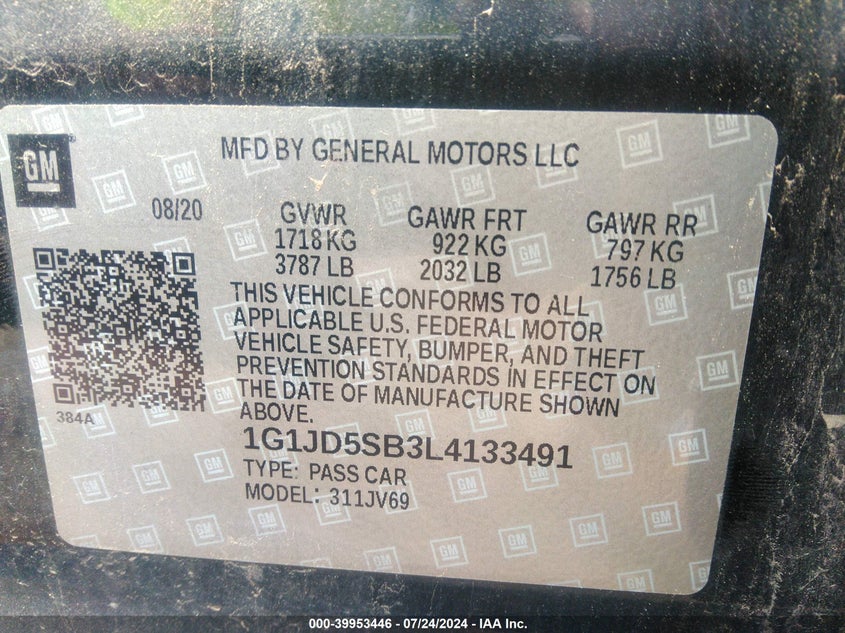 GM
MFD BY GENERAL MOTORS LLC
08/20
GVWR
1718 KG
3787 LB
GAWR FRT
922 KG
2032 LB
GAWR RR
797 KG
1756 LB
THIS VEHICLE CONFORMS TO ALL
APPLICABLE U.S. FEDERAL MOTOR
VEHICLE SAFETY, BUMPER, AND THEFT
PREVENTION STANDARDS IN EFFECT ON
THE DATE OF MANUFACTURE SHOWN
ABOVE.
384A
1G1JD5SB3L4133491
TYPE: PASS CAR
MODEL: 311JV69
000-39953446 - 07/24/2024 - IAA Inc.